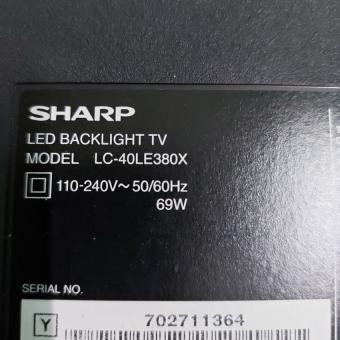 SHARP
LED BACKLIGHT TV
MODEL LC-40LE380X
110-240V~ 50/60Hz
69W
SERIAL NO.
Y 702711364